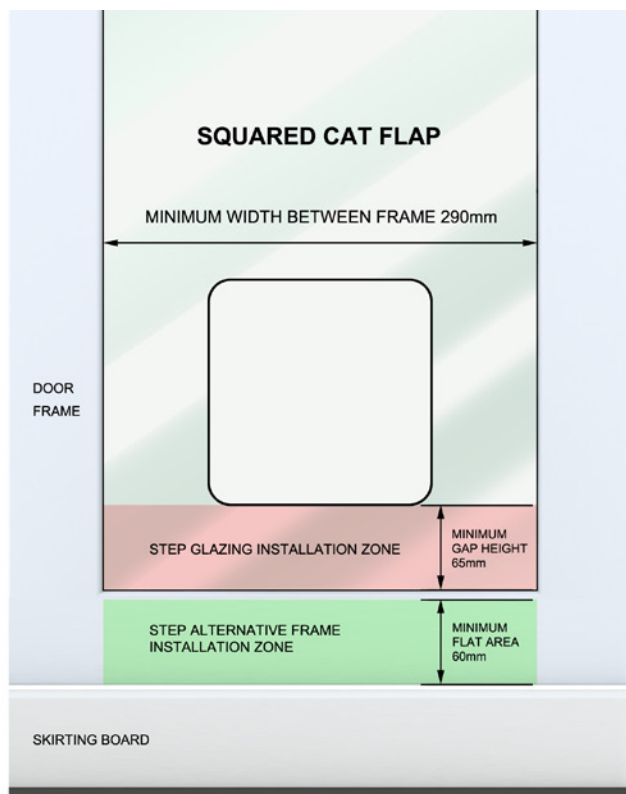 SQUARED CAT FLAP
MINIMUM WIDTH BETWEEN FRAME 290mm
DOOR
FRAME
STEP GLAZING INSTALLATION ZONE
MINIMUM
GAP HEIGHT
65mm
STEP ALTERNATIVE FRAME
INSTALLATION ZONE
MINIMUM
FLAT AREA
60mm
SKIRTING BOARD